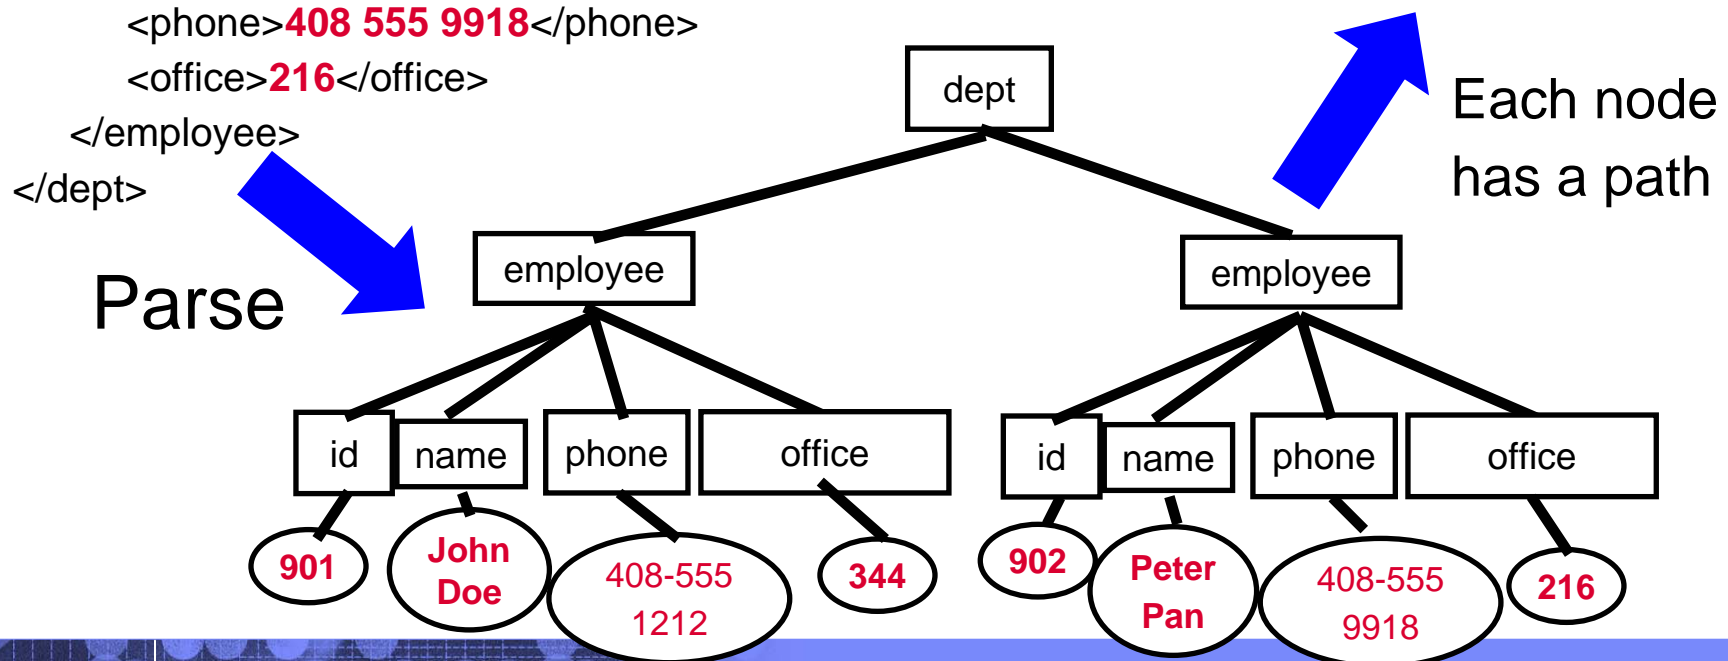 <phone>408 555 9918</phone>
<office>216</office>
</employee>
</dept>
Parse
dept
Each node
has a path
employee
employee
id
name
phone
office
id
name
phone
office
901
John
Doe
408-555
1212
344
902
Peter
Pan
408-555
9918
216